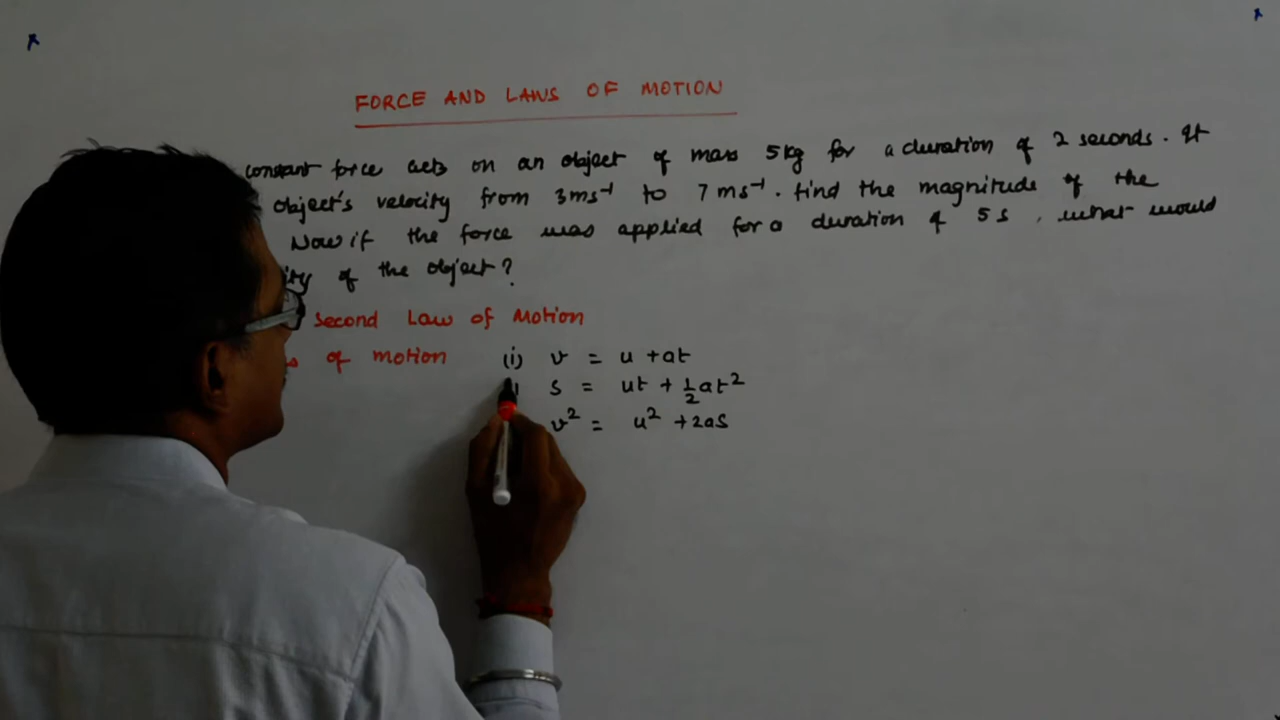 FORCE AND LAWS OF MOTION
constant force acts on an object of mass 5kg for a duration of 2 seconds. It
object's velocity from 3ms⁻¹ to 7ms⁻¹. find the magnitude of the
Now if the force was applied for a duration of 5s, what would
of the object?
second Law of Motion
of motion (i) v = u + at
s = ut + 1/2 at²
v² = u² + 2as